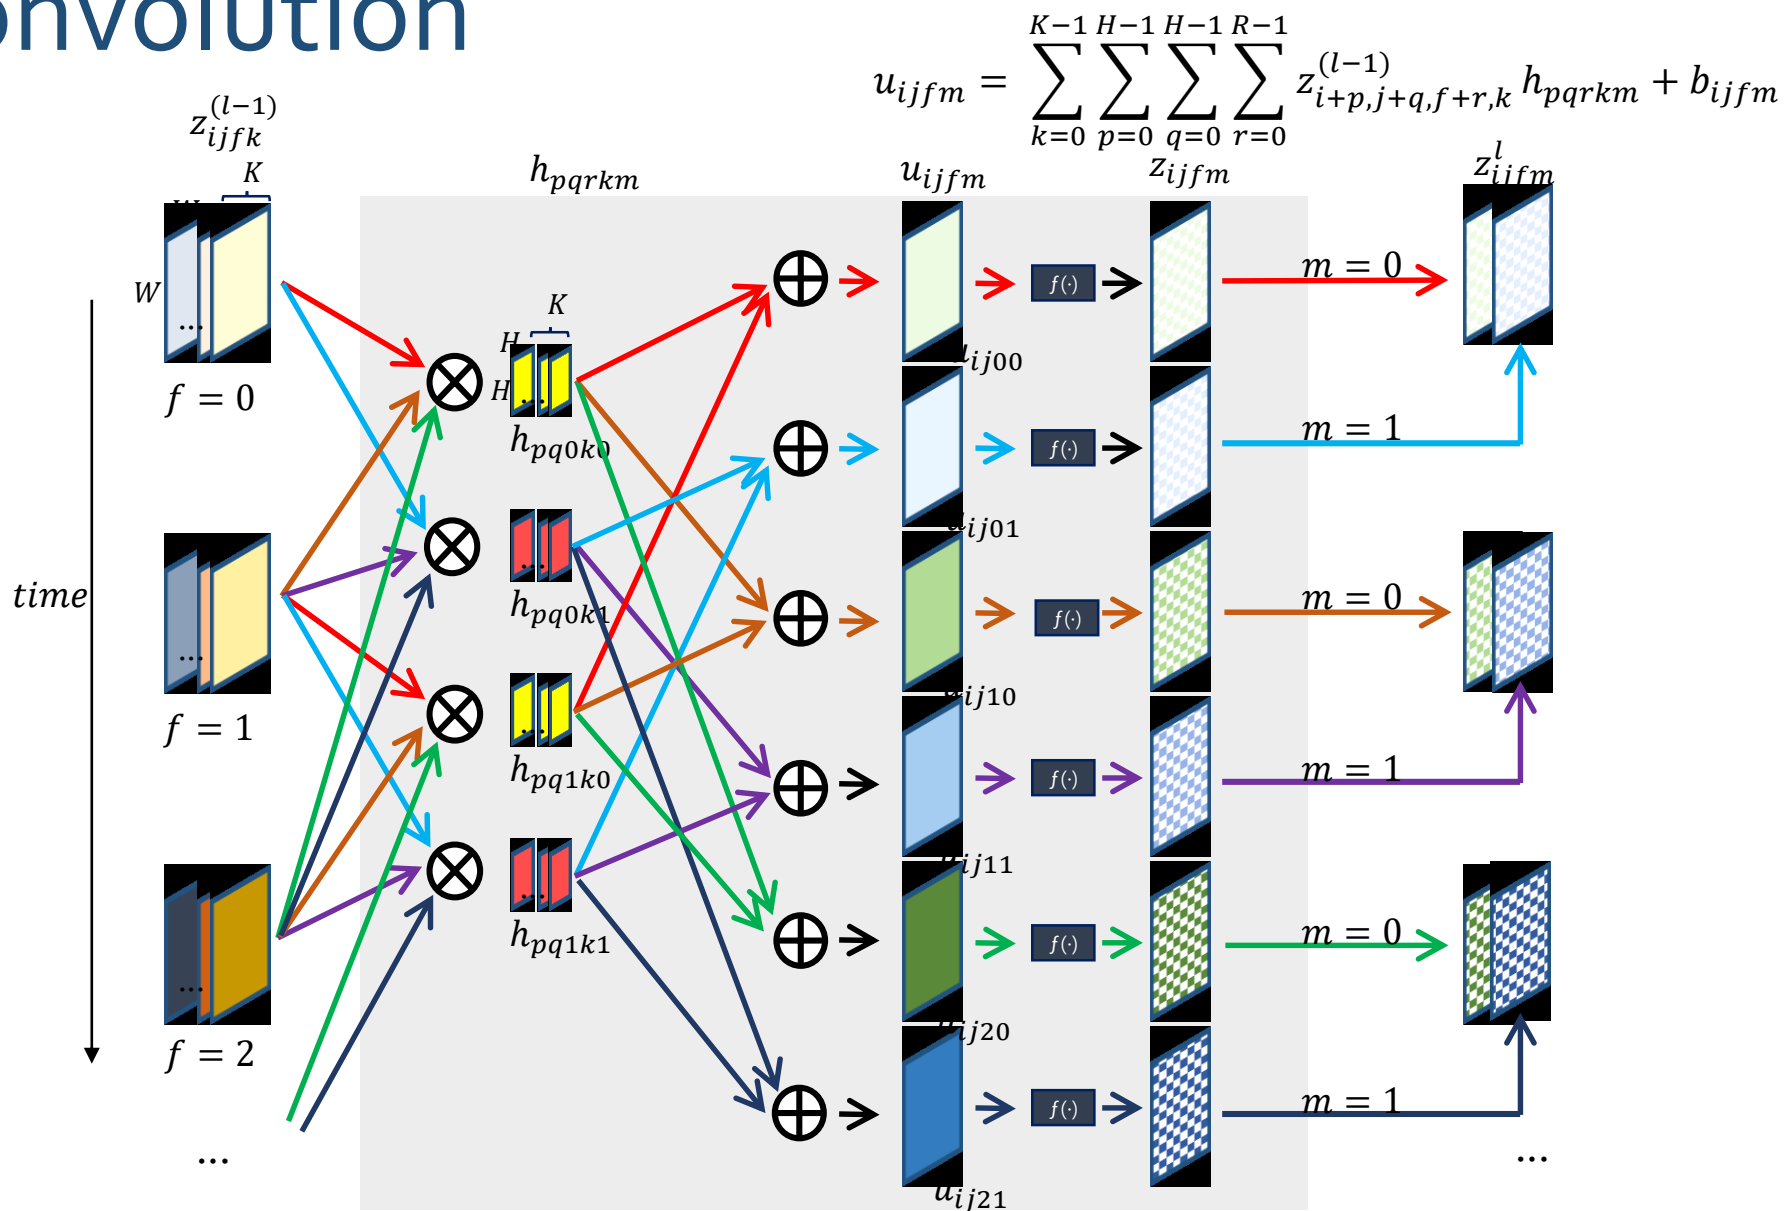 onvolution
u_{ijfm} = \sum_{k=0}^{K-1} \sum_{p=0}^{H-1} \sum_{q=0}^{H-1} \sum_{r=0}^{R-1} z^{(l-1)}_{i+p,j+q,f+r,k} h_{pqrkm} + b_{ijfm}
z^{(l-1)}_{ijfk}
h_{pqrkm}
u_{ijfm}
z_{ijfm}
z^{l}_{ijfm}
K
W
...
f = 0
f = 1
...
f = 2
...
...
time
K
H
H
...
h_{pq0k0}
...
h_{pq0k1}
...
h_{pq1k0}
...
h_{pq1k1}
u_{ij00}
u_{ij01}
u_{ij10}
u_{ij11}
u_{ij20}
u_{ij21}
f(·)
f(·)
f(·)
f(·)
f(·)
f(·)
m = 0
m = 1
m = 0
m = 1
m = 0
m = 1
...